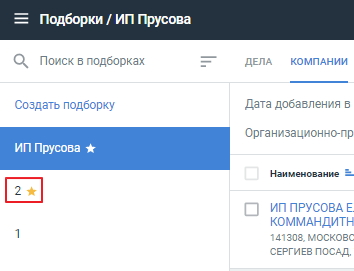 Подборки / ИП Прусова
Поиск в подборках
ДЕЛА КОМПАНИИ
Создать подборку
Дата добавления в
ИП Прусова
Организационно-пр
Наименование
2
ИП ПРУСОВА Е
КОММАНДИТН
1
141308, МОСКОВО
СЕРГИЕВ ПОСАД,